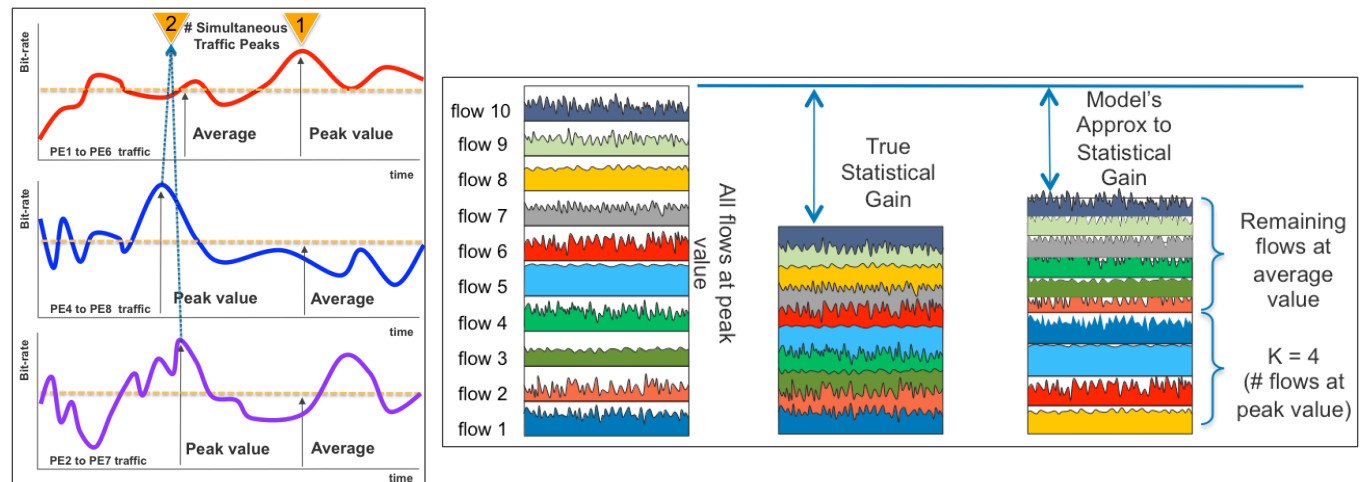 2
# Simultaneous
Traffic Peaks
1
Bit-rate
Average
Peak value
PE1 to PE6 traffic
time
Bit-rate
Peak value
Average
PE4 to PE8 traffic
time
Bit-rate
Peak value
Average
PE2 to PE7 traffic
time
flow 10
flow 9
flow 8
flow 7
flow 6
flow 5
flow 4
flow 3
flow 2
flow 1
All flows at peak
value
True
Statistical
Gain
Model's
Approx to
Statistical
Gain
Remaining
flows at
average
value
K = 4
(# flows at
peak value)